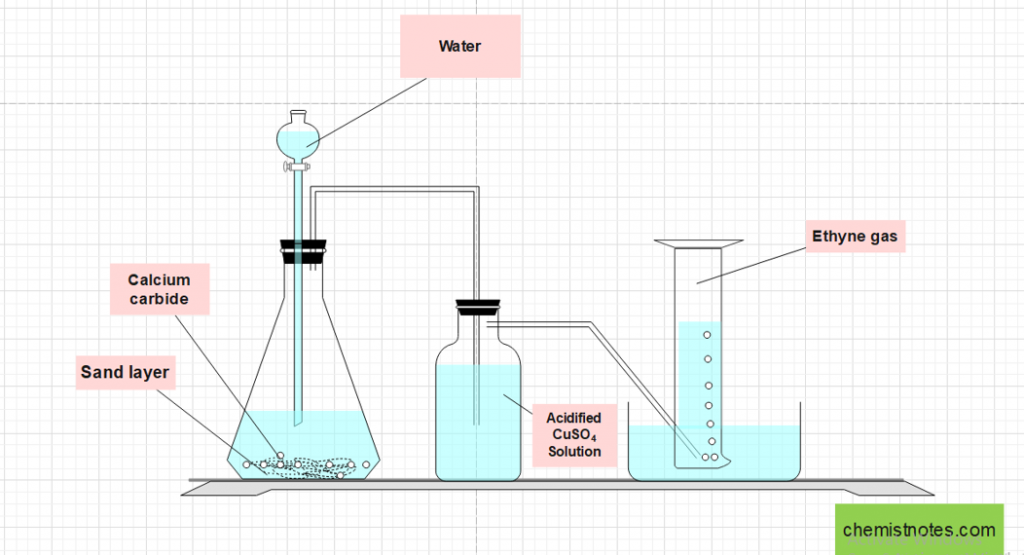 Water
Ethyne gas
Calcium
carbide
Sand layer
Acidified
CuSO₄
Solution
chemistnotes.com